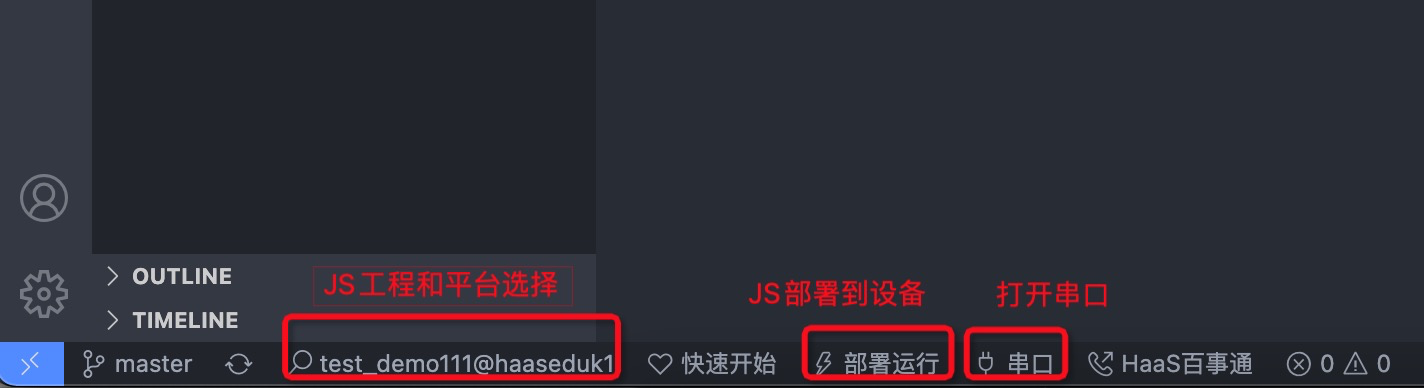 OUTLINE
JS工程和平台选择
JS部署到设备
打开串口
TIMELINE
master
test_demo111@haaseduk1
快速开始
部署运行
串口
HaaS百事通
0
0